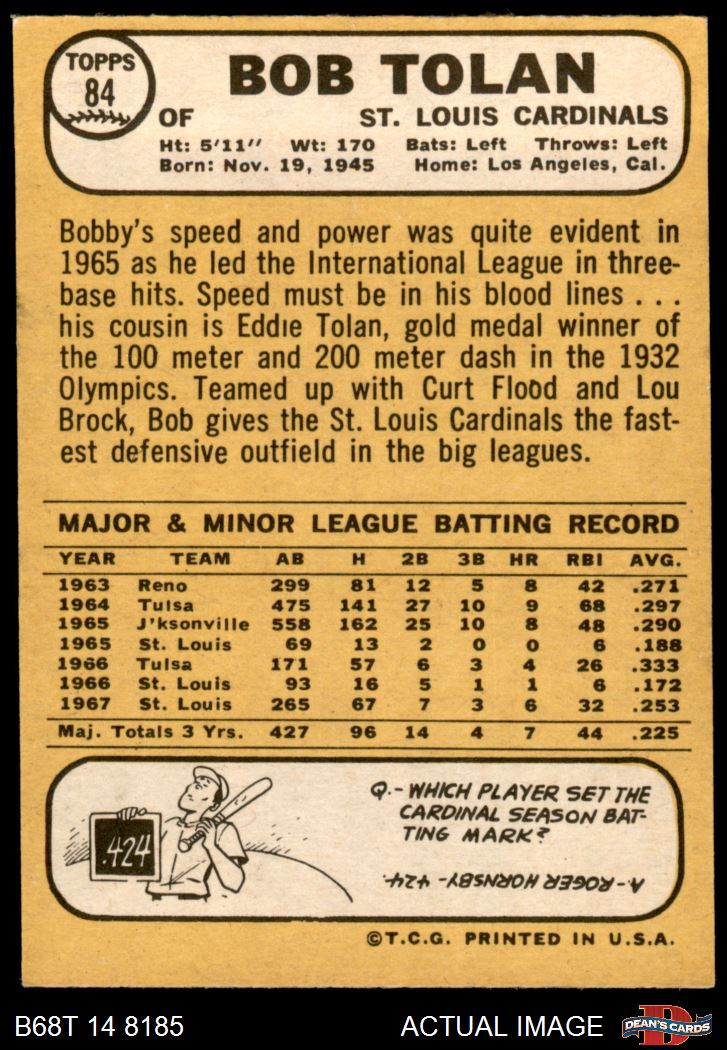 TOPPS
84
BOB TOLAN
OF ST. LOUIS CARDINALS
Ht: 5'11" Wt: 170 Bats: Left Throws: Left
Born: Nov. 19, 1945 Home: Los Angeles, Cal.
Bobby's speed and power was quite evident in
1965 as he led the International League in three-
base hits. Speed must be in his blood lines . . .
his cousin is Eddie Tolan, gold medal winner of
the 100 meter and 200 meter dash in the 1932
Olympics. Teamed up with Curt Flood and Lou
Brock, Bob gives the St. Louis Cardinals the fast-
est defensive outfield in the big leagues.
MAJOR & MINOR LEAGUE BATTING RECORD
YEAR TEAM AB H 2B 3B HR RBI AVG.
1963 Reno 299 81 12 5 8 42 .271
1964 Tulsa 475 141 27 10 9 68 .297
1965 J'ksonville 558 162 25 10 8 48 .290
1965 St. Louis 69 13 2 0 0 6 .188
1966 Tulsa 171 57 6 3 4 26 .333
1966 St. Louis 93 16 5 1 1 6 .172
1967 St. Louis 265 67 7 3 6 32 .253
Maj. Totals 3 Yrs. 427 96 14 4 7 44 .225
.424
Q.- WHICH PLAYER SET THE
CARDINAL SEASON BAT-
TING MARK?
A- ROGER HORNSBY- 424.
©T.C.G. PRINTED IN U.S.A.
B68T 14 8185 ACTUAL IMAGE
D
DEAN'S CARDS